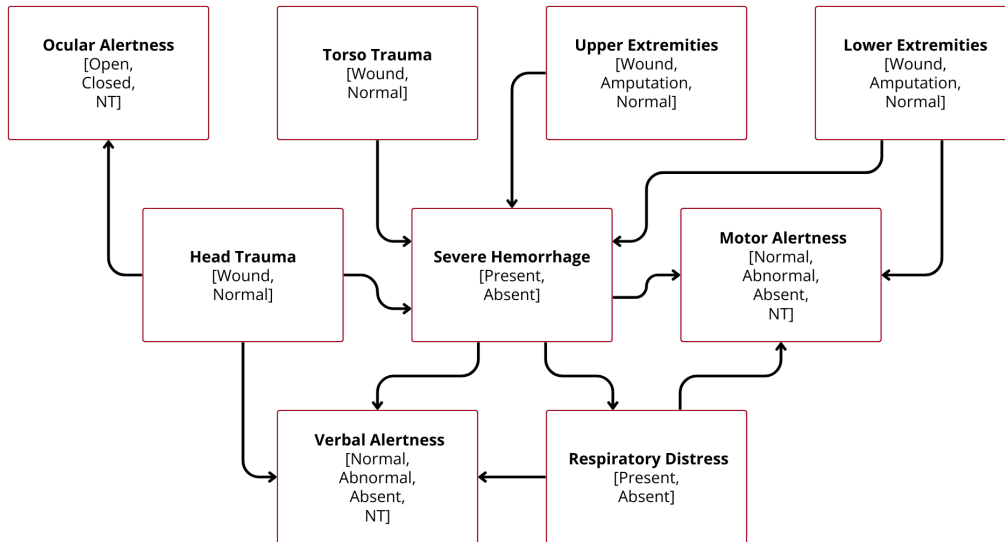 Ocular Alertness
[Open,
Closed,
NT]
Torso Trauma
[Wound,
Normal]
Upper Extremities
[Wound,
Amputation,
Normal]
Lower Extremities
[Wound,
Amputation,
Normal]
Head Trauma
[Wound,
Normal]
Severe Hemorrhage
[Present,
Absent]
Motor Alertness
[Normal,
Abnormal,
Absent,
NT]
Verbal Alertness
[Normal,
Abnormal,
Absent,
NT]
Respiratory Distress
[Present,
Absent]